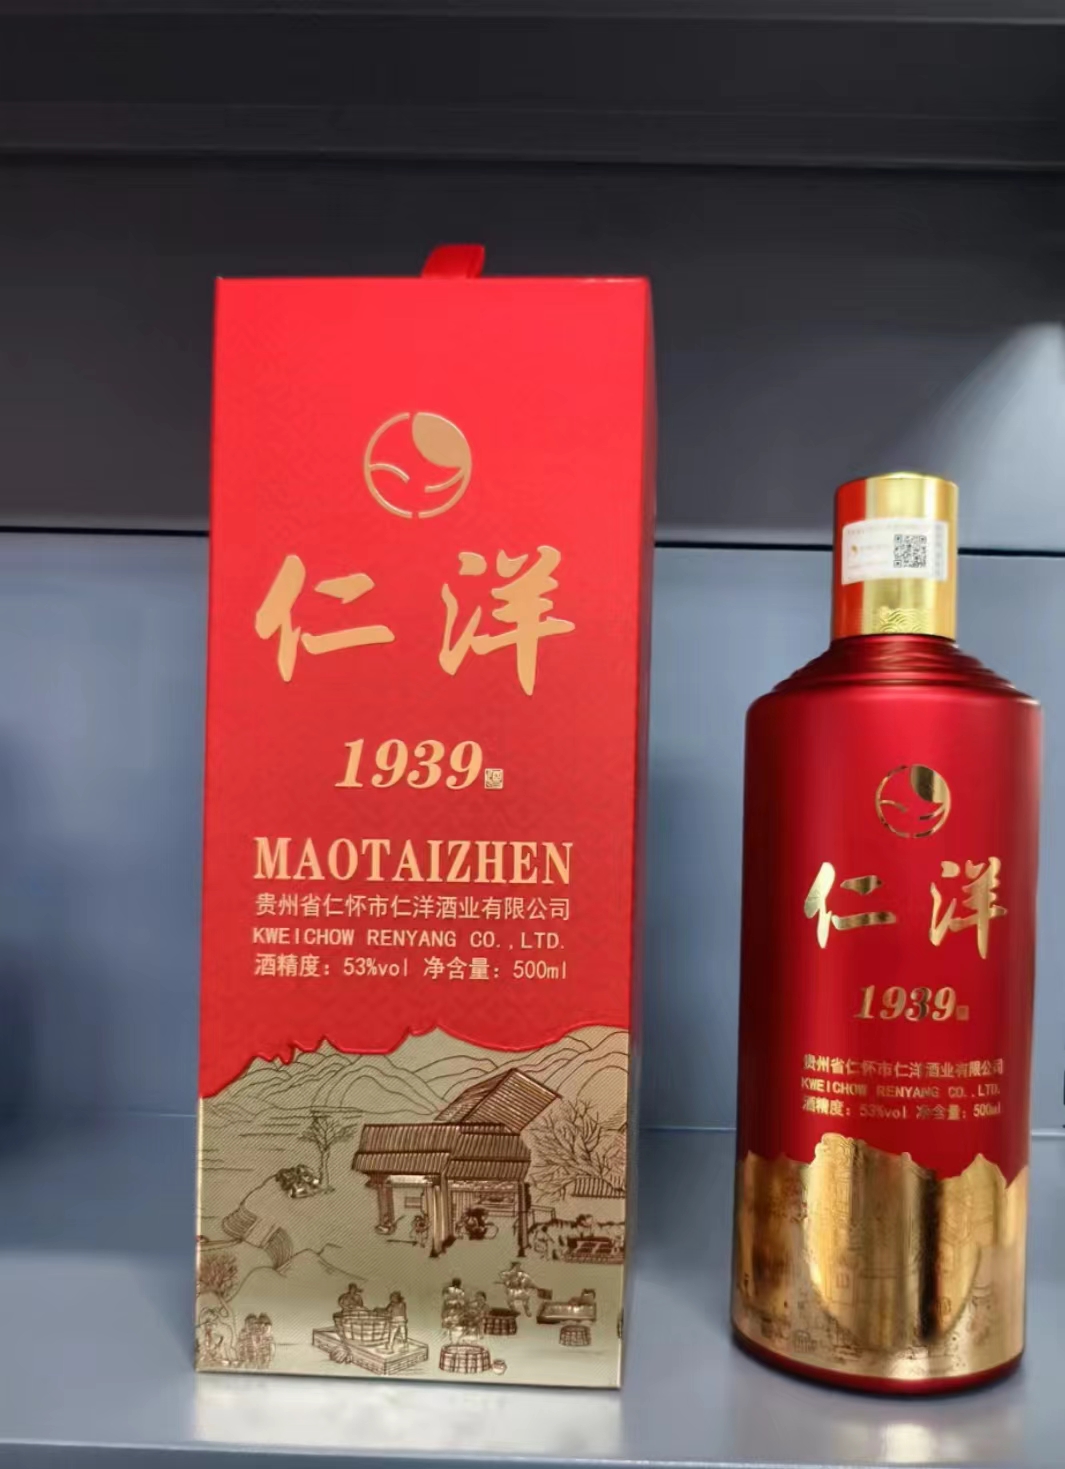 仁洋
1939
MAOTAIZHEN
贵州省仁怀市仁洋酒业有限公司
KWEICHOW RENYANG CO.,LTD.
酒精度：53%vol 净含量：500ml
仁洋
1939
贵州省仁怀市仁洋酒业有限公司
KWEICHOW RENYANG CO.,LTD.
酒精度：53%vol 净含量：500ml